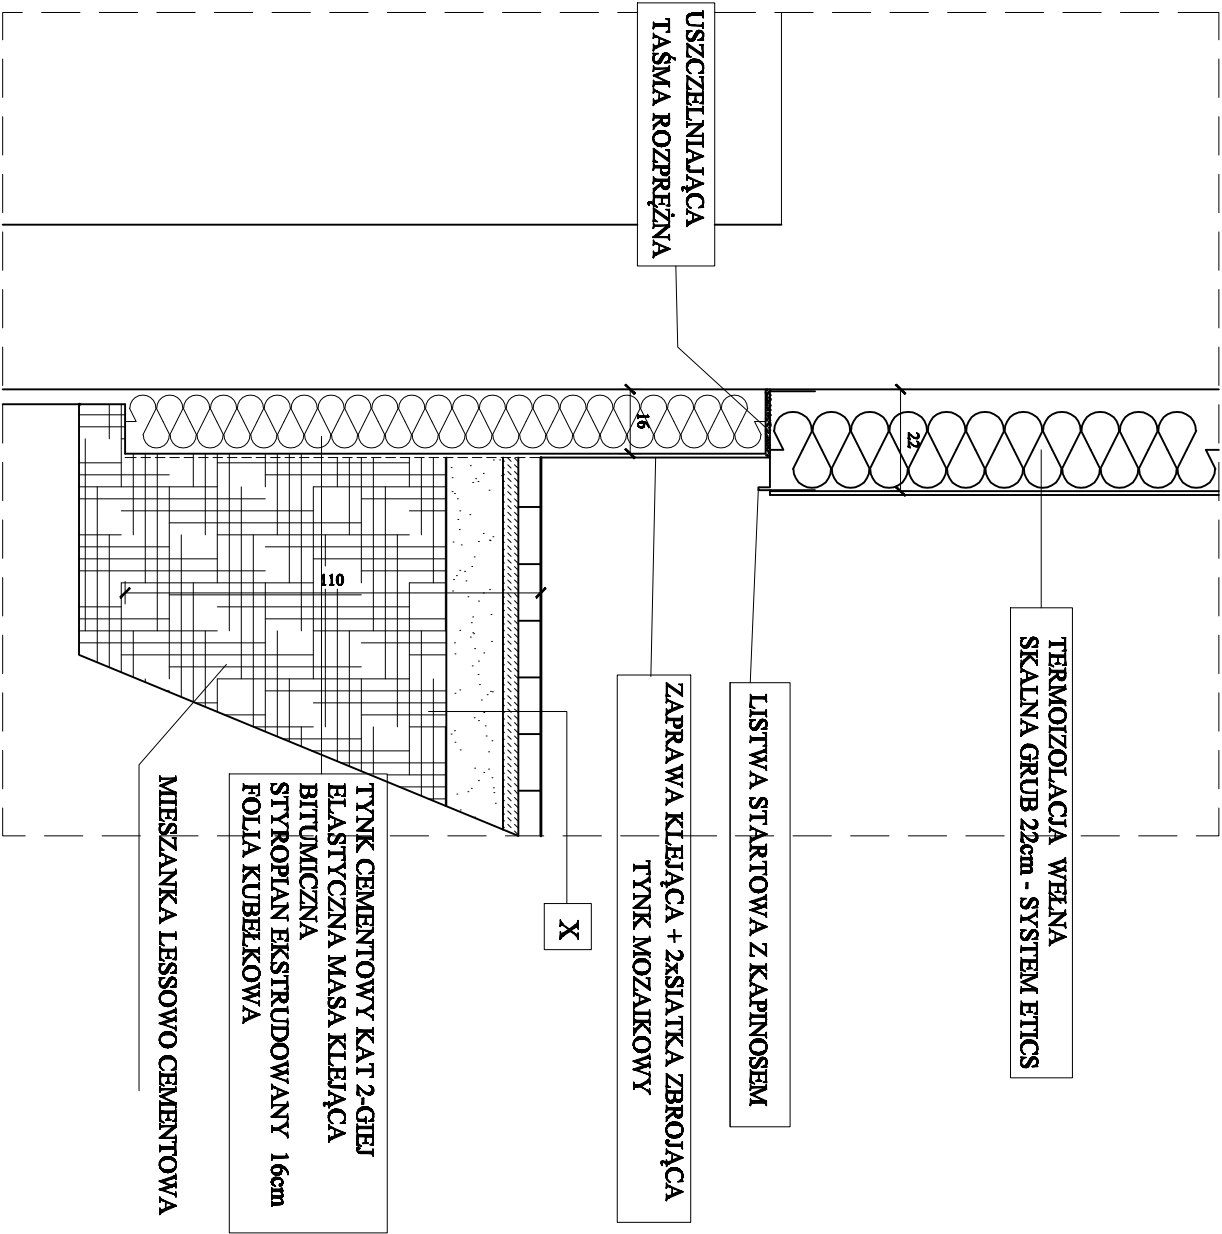 USZCZELNIAJĄCA
TAŚMA ROZPRĘŻNA
22
16
TERMOIZOLACJA WEŁNA
SKALNA GRUB 22cm - SYSTEM ETICS
LISTWA STARTOWA Z KAPINOSEM
ZAPRAWA KLEJĄCA + 2xSIATKA ZBROJĄCA
TYNK MOZAIKOWY
110
X
TYNK CEMENTOWY KAT 2-GIEJ
ELASTYCZNA MASA KLEJĄCA
BITUMICZNA
STYROPIAN EKSTRUDOWANY 16cm
FOLIA KUBEŁKOWA
MIESZANKA LESSOWO CEMENTOWA